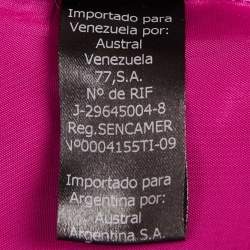 Importado para
Venezuela por:
Austral
Venezuela
77,S.A.
Nº de RIF
J-29645004-8
Reg.SENCAMER
Nº0004155TI-09
Importado para
Argentina por:
Austral
Argentina S.A.